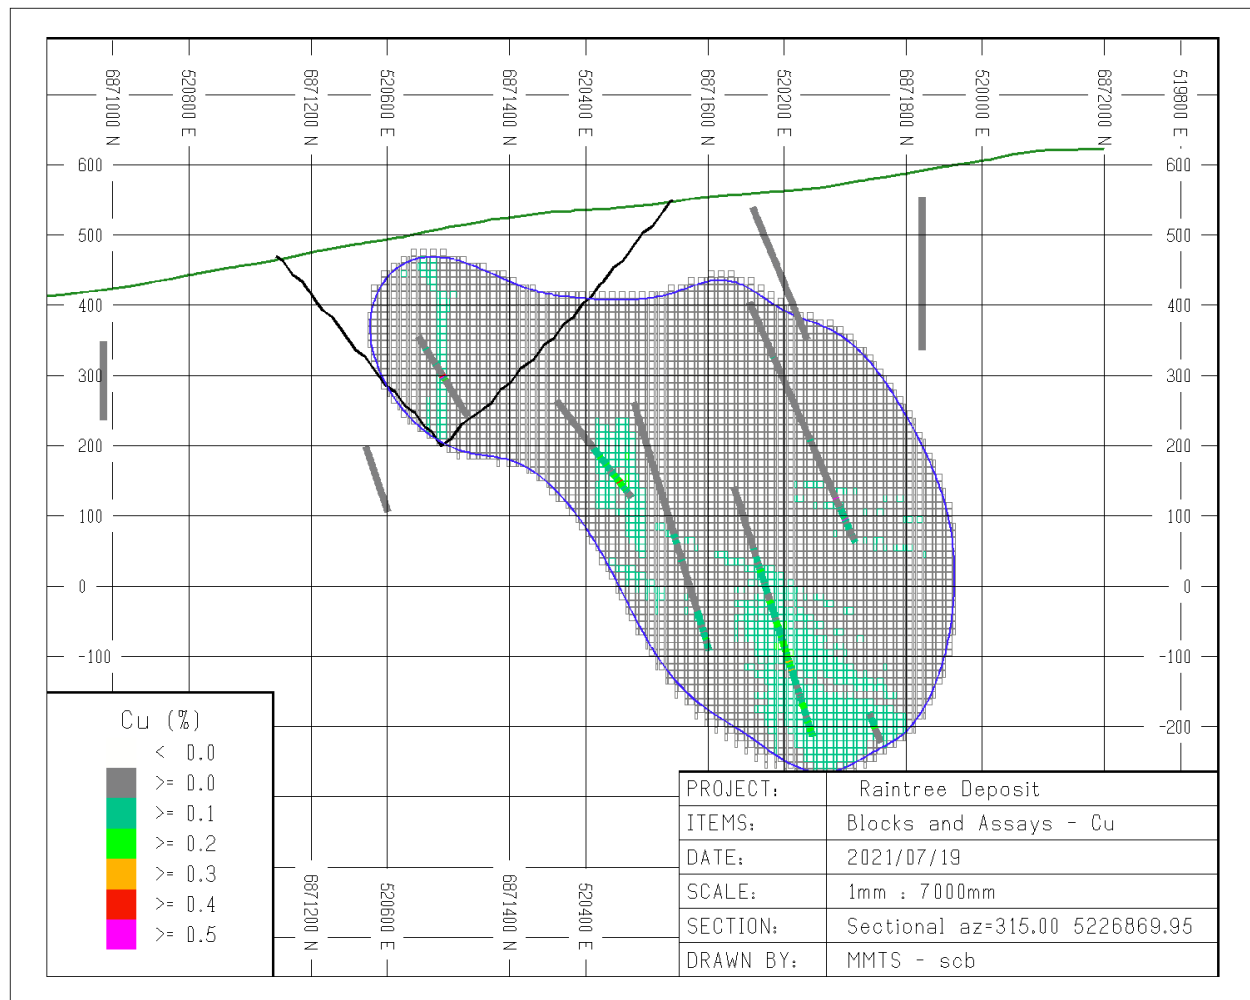 6871000 N
520800 E
6871200 N
520600 E
6871400 N
520400 E
6871600 N
520200 E
6871800 N
520000 E
6872000 N
519800 E
600 600
500 500
400 400
300 300
200 200
100 100
0 0
-100 -100
-200
Cu (%)
< 0.0
>= 0.0
>= 0.1
>= 0.2
>= 0.3
>= 0.4
>= 0.5
6871200 N
520600 E
6871400 N
520400 E
PROJECT: Raintree Deposit
ITEMS: Blocks and Assays - Cu
DATE: 2021/07/19
SCALE: 1mm : 7000mm
SECTION: Sectional az=315.00 5226869.95
DRAWN BY: MMTS - scb